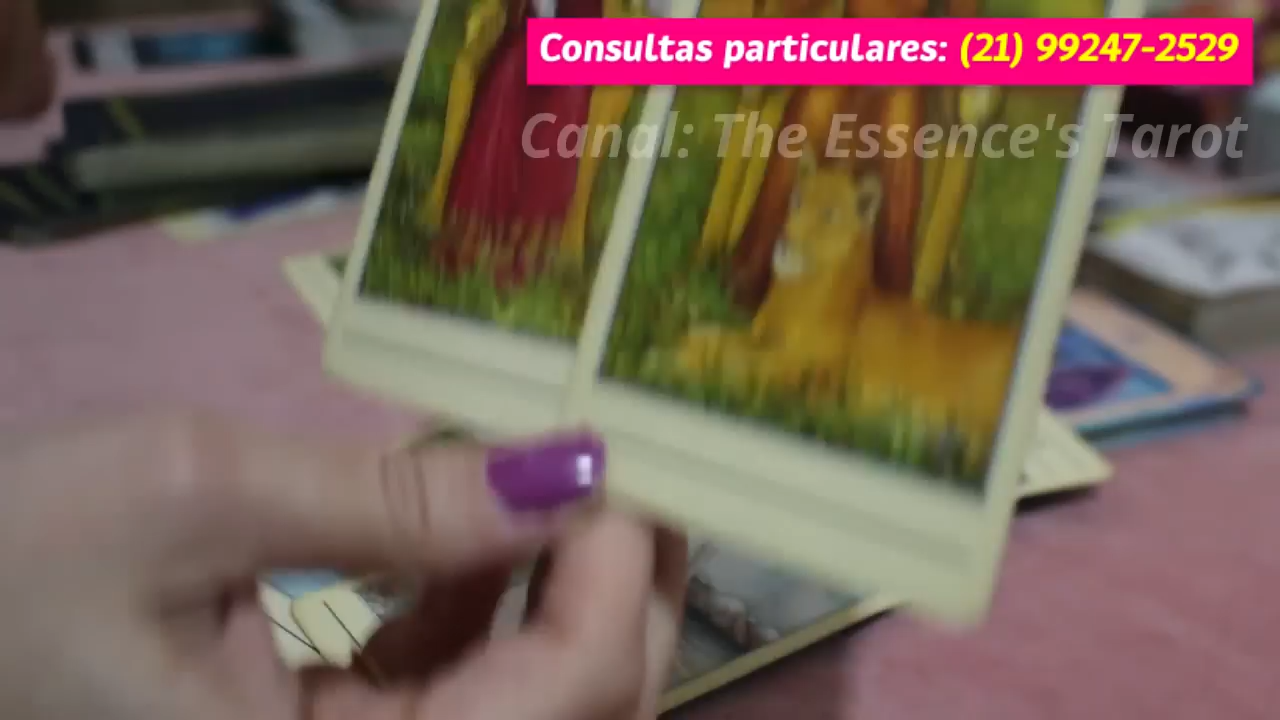 Consultas particulares: (21) 99247-2529
Canal: The Essence's Tarot